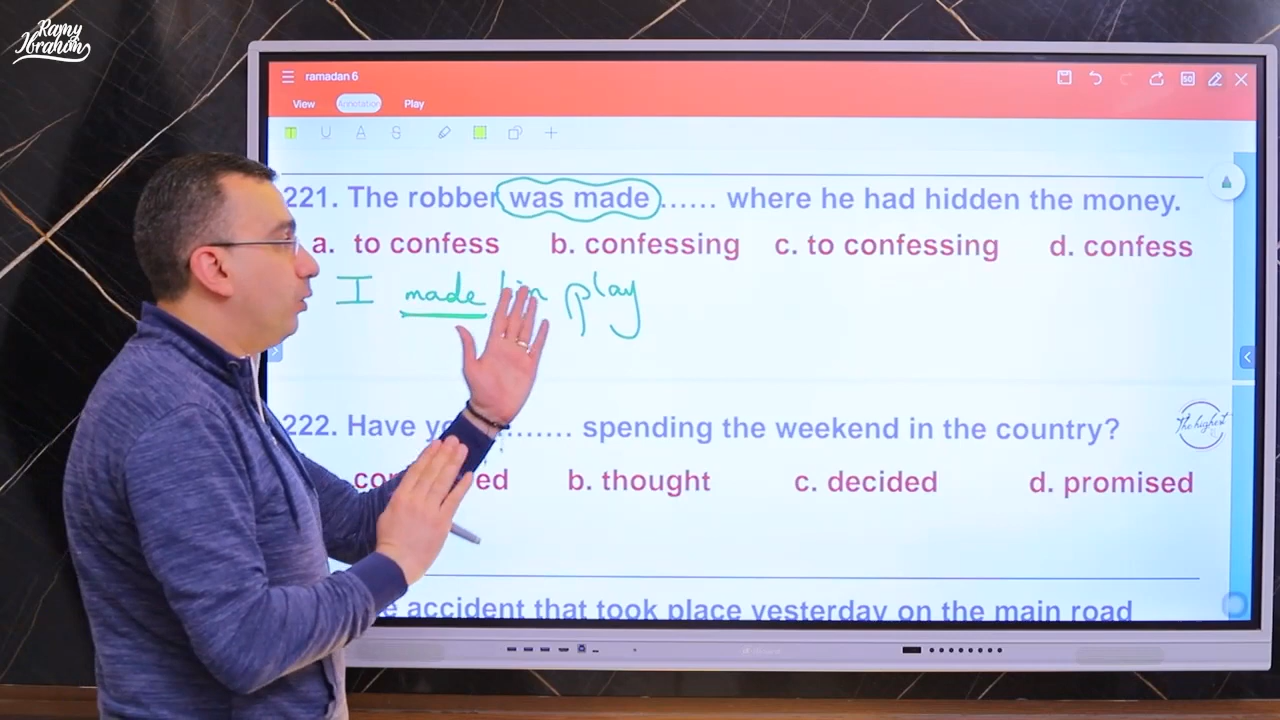 Ramy
Ibrahim
ramadan 6
50
View Annotation Play
T U A S
221. The robber was made ...... where he had hidden the money.
a. to confess b. confessing c. to confessing d. confess
I made him play
222. Have ......... spending the weekend in the country?
b. thought c. decided d. promised
The highest
accident that took place yesterday on the main road